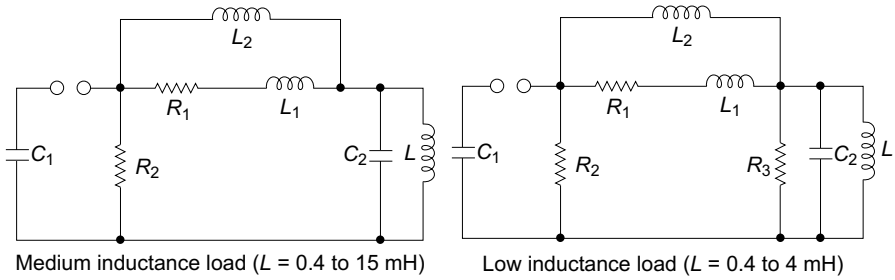 L2
L2
R1
L1
R1
L1
C1
R2
C2
L
C1
R2
R3
C2
L
Medium inductance load (L = 0.4 to 15 mH)
Low inductance load (L = 0.4 to 4 mH)